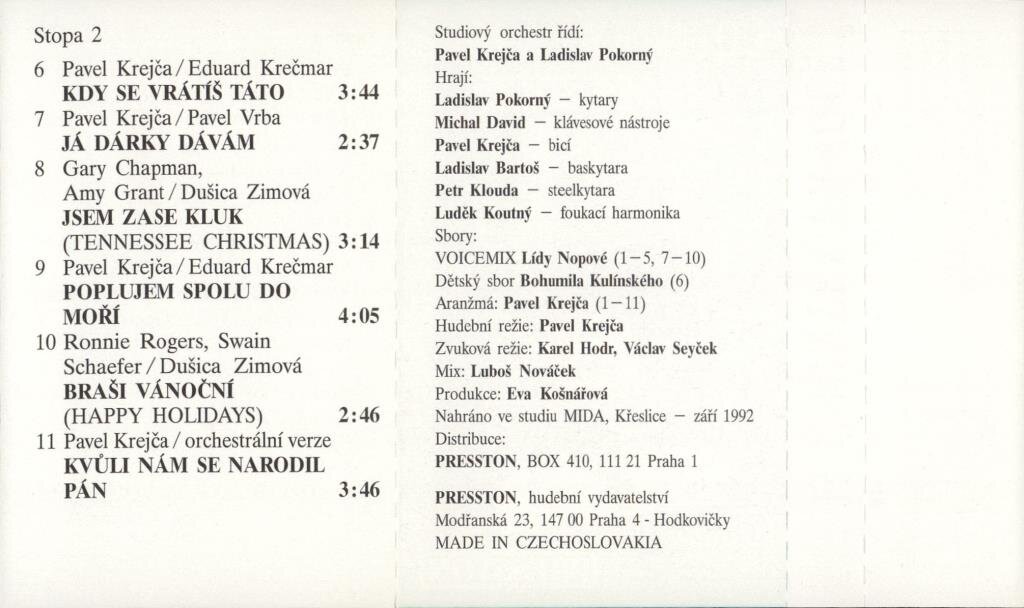 Stopa 2
6 Pavel Krejča / Eduard Krečmar
KDY SE VRÁTÍŠ TÁTO 3:44
7 Pavel Krejča / Pavel Vrba
JÁ DÁRKY DÁVÁM 2:37
8 Gary Chapman,
Amy Grant / Dušica Zimová
JSEM ZASE KLUK
(TENNESSEE CHRISTMAS) 3:14
9 Pavel Krejča / Eduard Krečmar
POPLUJEM SPOLU DO
MOŘÍ 4:05
10 Ronnie Rogers, Swain
Schaefer / Dušica Zimová
BRAŠI VÁNOČNÍ
(HAPPY HOLIDAYS) 2:46
11 Pavel Krejča / orchestrální verze
KVŮLI NÁM SE NARODIL
PÁN 3:46
Studiový orchestr řídí:
Pavel Krejča a Ladislav Pokorný
Hrají:
Ladislav Pokorný – kytary
Michal David – klávesové nástroje
Pavel Krejča – bicí
Ladislav Bartoš – baskytara
Petr Klouda – steelkytara
Luděk Koutný – foukací harmonika
Sbory:
VOICEMIX Lídy Nopové (1–5, 7–10)
Dětský sbor Bohumila Kulínského (6)
Aranžmá: Pavel Krejča (1–11)
Hudební režie: Pavel Krejča
Zvuková režie: Karel Hodr, Václav Seyček
Mix: Luboš Nováček
Produkce: Eva Košnářová
Nahráno ve studiu MIDA, Křeslice – září 1992
Distribuce:
PRESSTON, BOX 410, 111 21 Praha 1
PRESSTON, hudební vydavatelství
Modřanská 23, 147 00 Praha 4 - Hodkovičky
MADE IN CZECHOSLOVAKIA